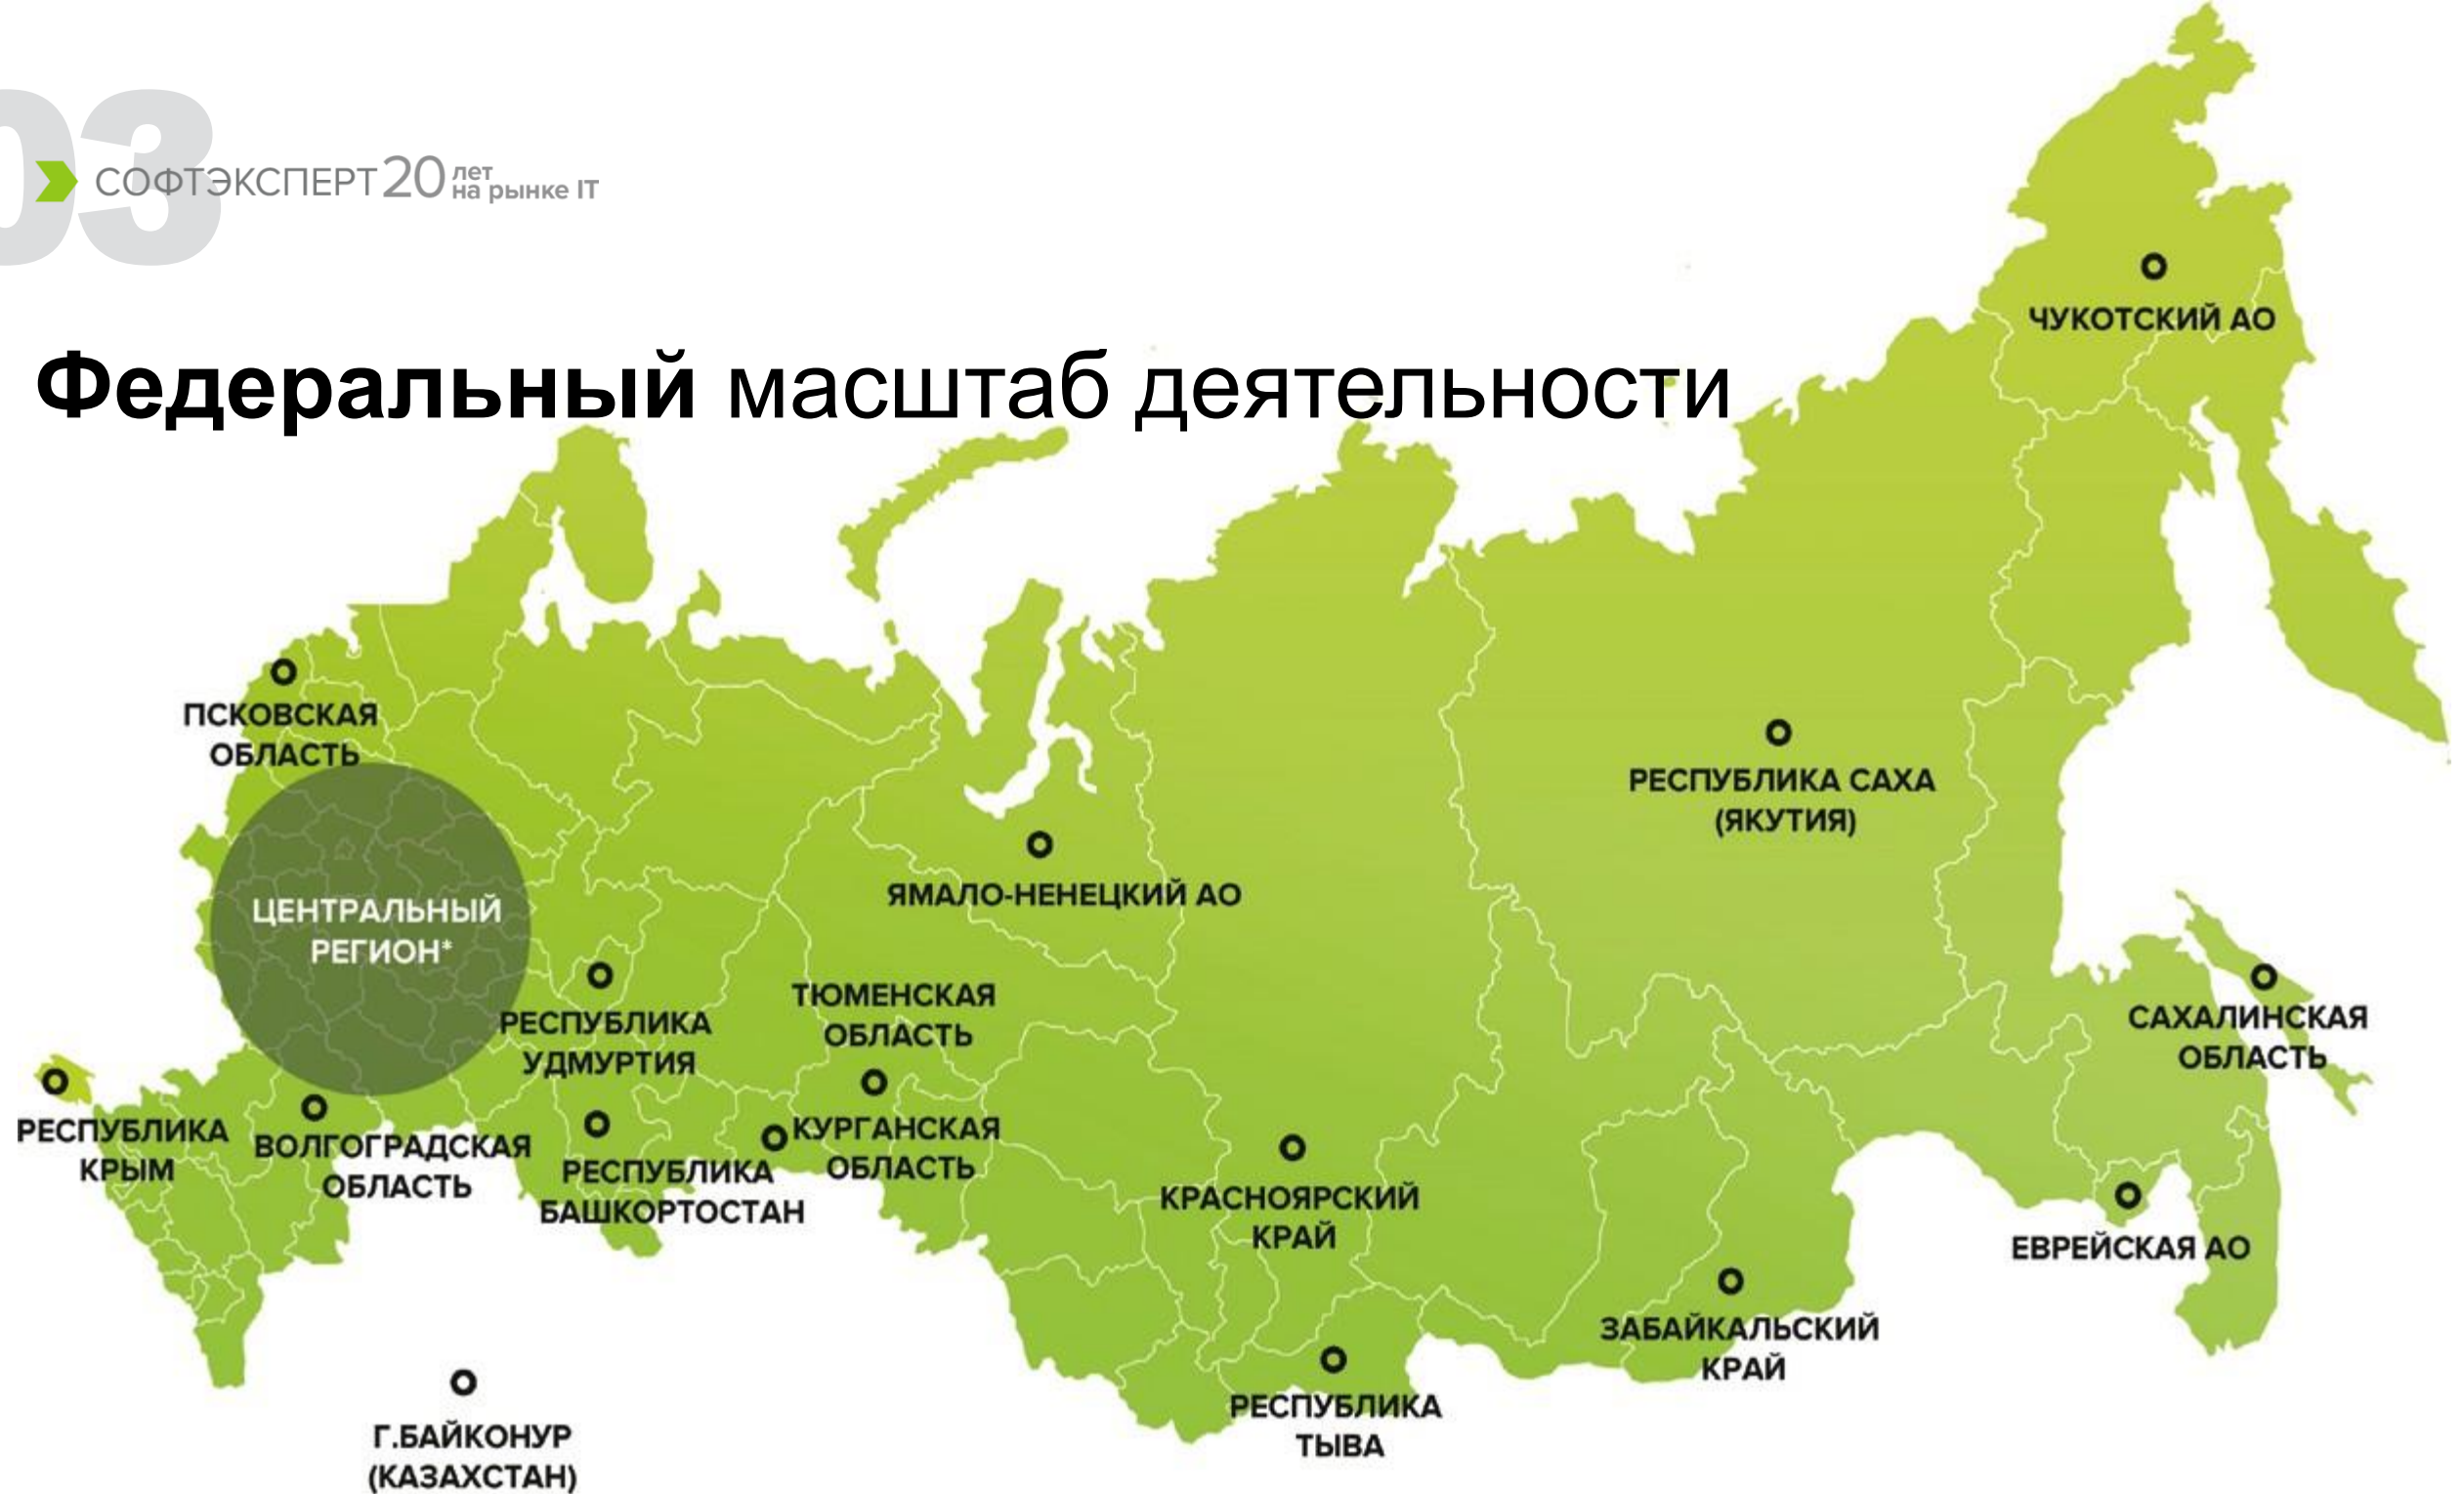 03
СОФТЭКСПЕРТ 20 лет
на рынке IT
Федеральный масштаб деятельности
ЧУКОТСКИЙ АО
ПСКОВСКАЯ
ОБЛАСТЬ
РЕСПУБЛИКА САХА
(ЯКУТИЯ)
ЯМАЛО-НЕНЕЦКИЙ АО
ЦЕНТРАЛЬНЫЙ
РЕГИОН*
ТЮМЕНСКАЯ
ОБЛАСТЬ
РЕСПУБЛИКА
УДМУРТИЯ
САХАЛИНСКАЯ
ОБЛАСТЬ
РЕСПУБЛИКА
КРЫМ
ВОЛГОГРАДСКАЯ
ОБЛАСТЬ
РЕСПУБЛИКА
БАШКОРТОСТАН
КУРГАНСКАЯ
ОБЛАСТЬ
КРАСНОЯРСКИЙ
КРАЙ
ЕВРЕЙСКАЯ АО
ЗАБАЙКАЛЬСКИЙ
КРАЙ
РЕСПУБЛИКА
ТЫВА
Г.БАЙКОНУР
(КАЗАХСТАН)